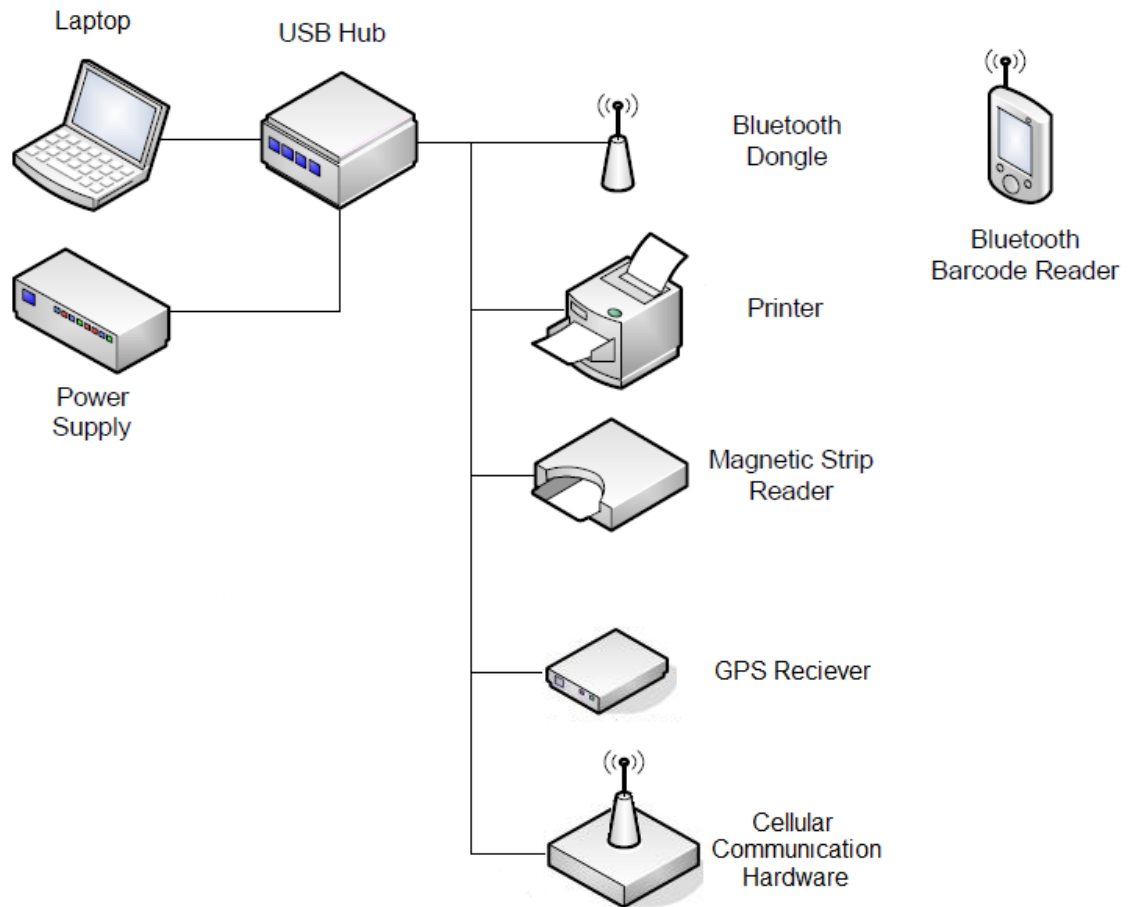 Laptop
USB Hub
Bluetooth
Dongle
Bluetooth
Barcode Reader
Printer
Power
Supply
Magnetic Strip
Reader
GPS Reciever
Cellular
Communication
Hardware